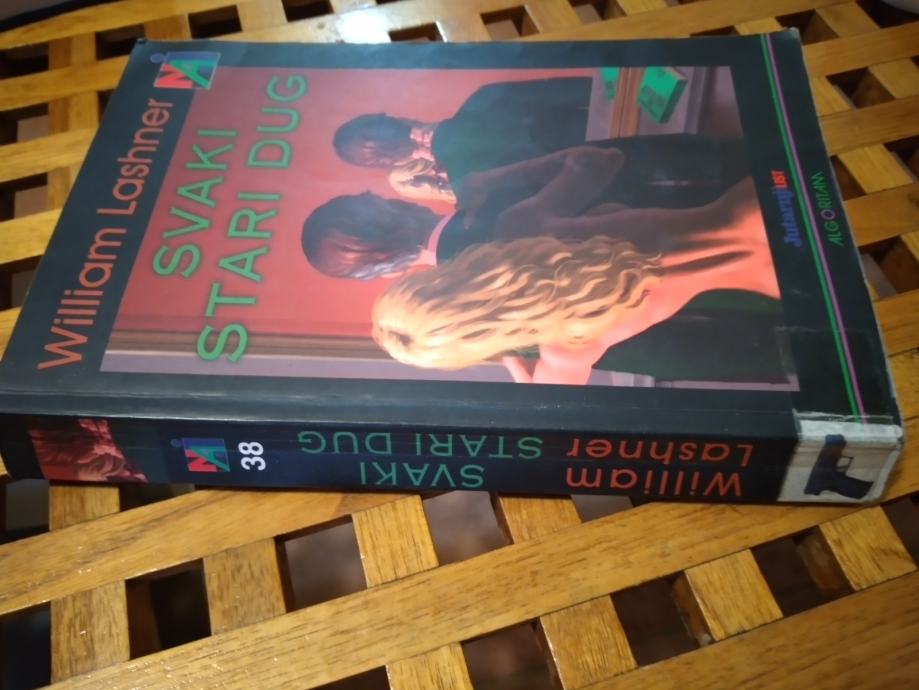 William Lashner
SVAKI
STARI DUG
Jutarnji LIST
ALGORITAM
38
SVAKI
STARI DUG
William
Lashner